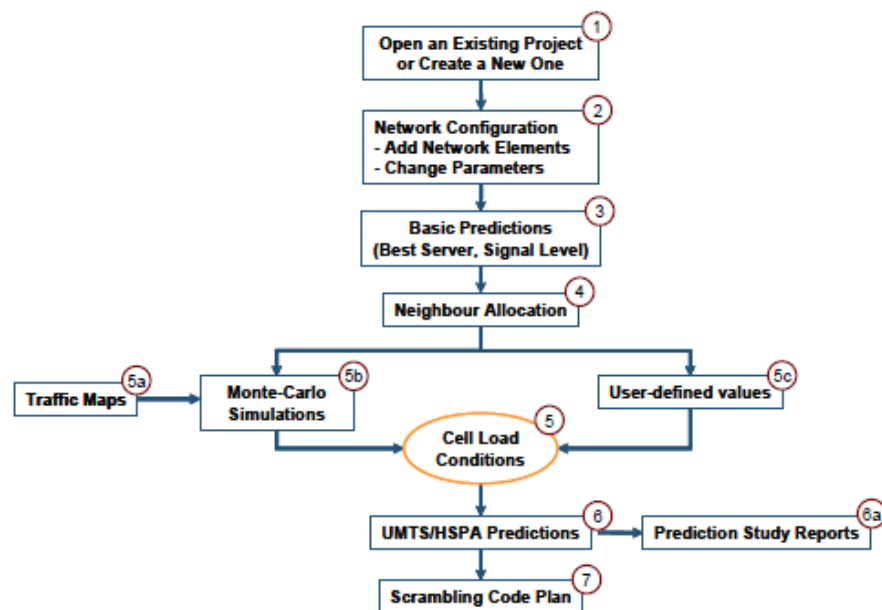 1
Open an Existing Project
or Create a New One
2
Network Configuration
- Add Network Elements
- Change Parameters
3
Basic Predictions
(Best Server, Signal Level)
4
Neighbour Allocation
5a
Traffic Maps
5b
Monte-Carlo
Simulations
5c
User-defined values
5
Cell Load
Conditions
6
UMTS/HSPA Predictions
6a
Prediction Study Reports
7
Scrambling Code Plan